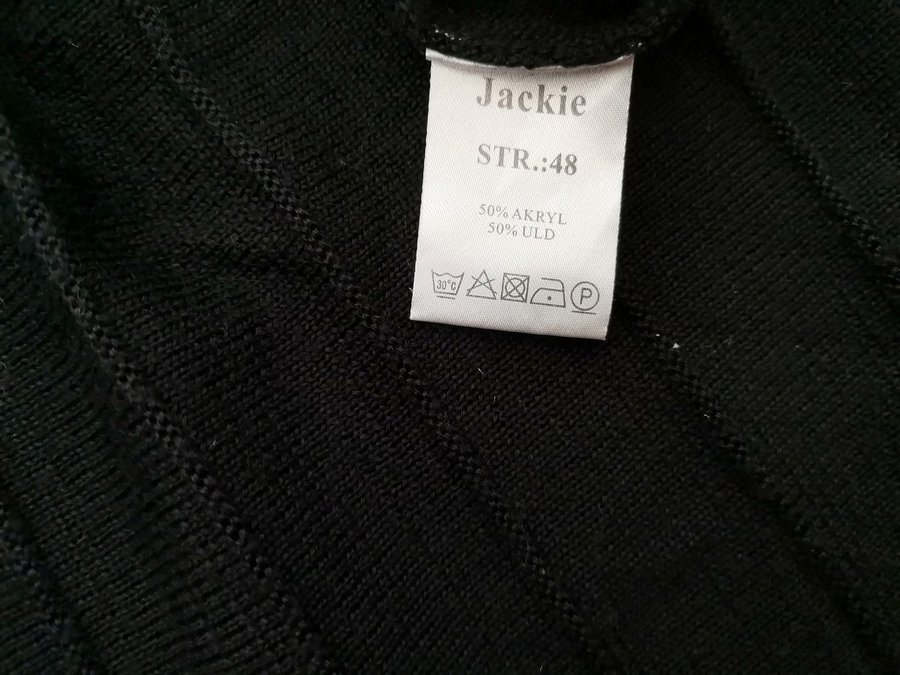 Jackie
STR.:48
50% AKRYL
50% ULD
30°C P